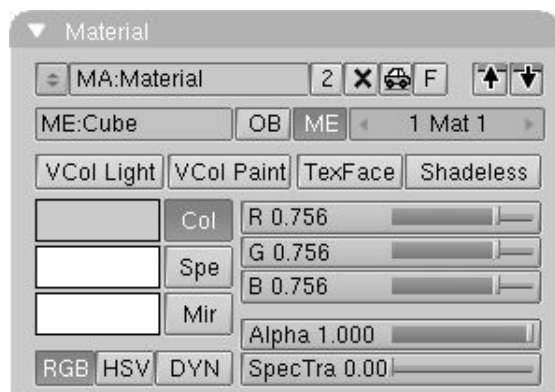 Material
MA:Material 2 F
ME:Cube OB ME 1 Mat 1
VCol Light VCol Paint TexFace Shadeless
Col R 0.756
G 0.756
Spe
B 0.756
Mir
Alpha 1.000
RGB HSV DYN SpecTra 0.00